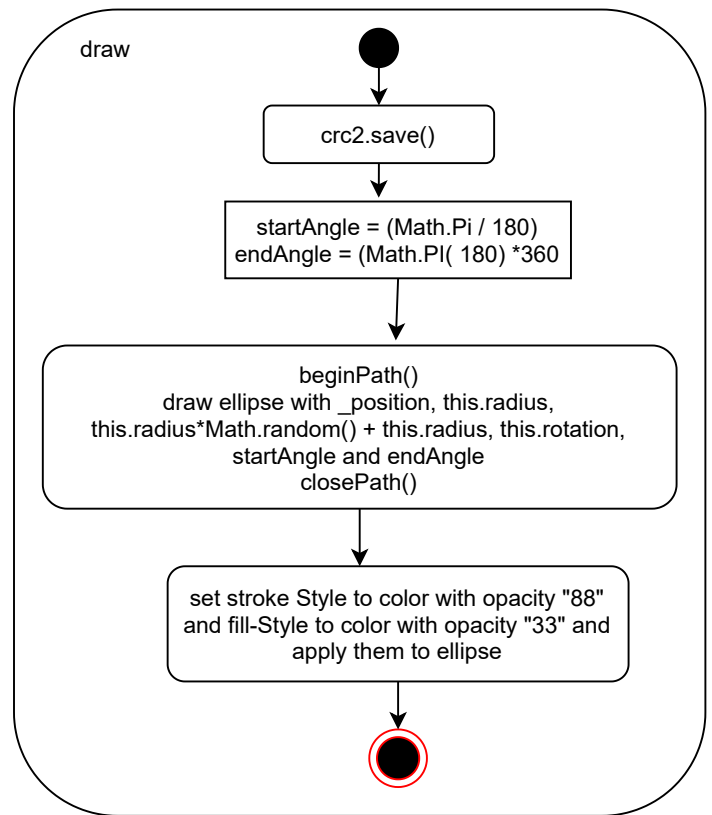 draw
crc2.save()
startAngle = (Math.Pi / 180)
endAngle = (Math.PI( 180) *360
beginPath()
draw ellipse with _position, this.radius,
this.radius*Math.random() + this.radius, this.rotation,
startAngle and endAngle
closePath()
set stroke Style to color with opacity "88"
and fill-Style to color with opacity "33" and
apply them to ellipse